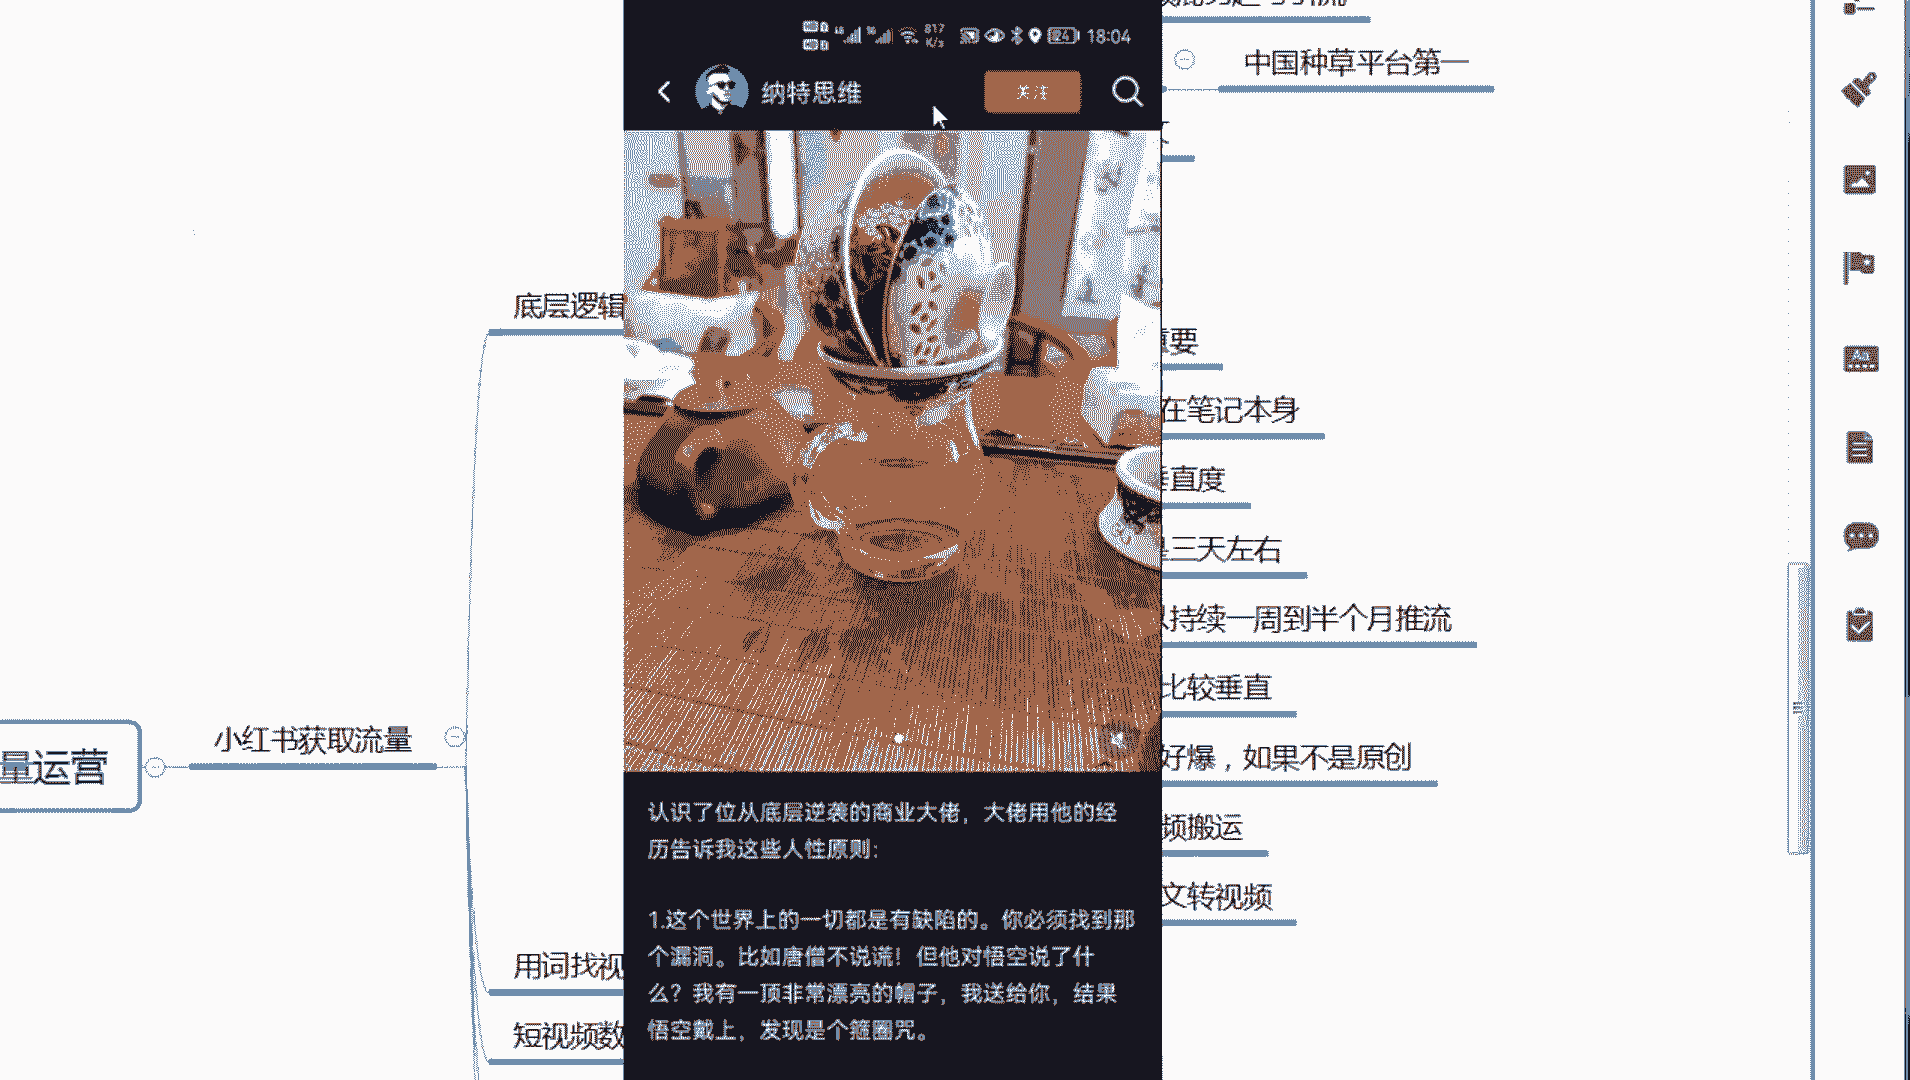 817
K/s
24
18:04
纳特思维
关注
中国种草平台第一
底层逻辑
要
在笔记本身
直度
三天左右
持续一周到半个月推流
比较垂直
好爆，如果不是原创
频搬运
文转视频
量运营
小红书获取流量
用词找视
短视频数
认识了位从底层逆袭的商业大佬，大佬用他的经
历告诉我这些人性原则：
1.这个世界上的一切都是有缺陷的。你必须找到那
个漏洞。比如唐僧不说谎！但他对悟空说了什
么？我有一顶非常漂亮的帽子，我送给你，结果
悟空戴上，发现是个箍圈咒。